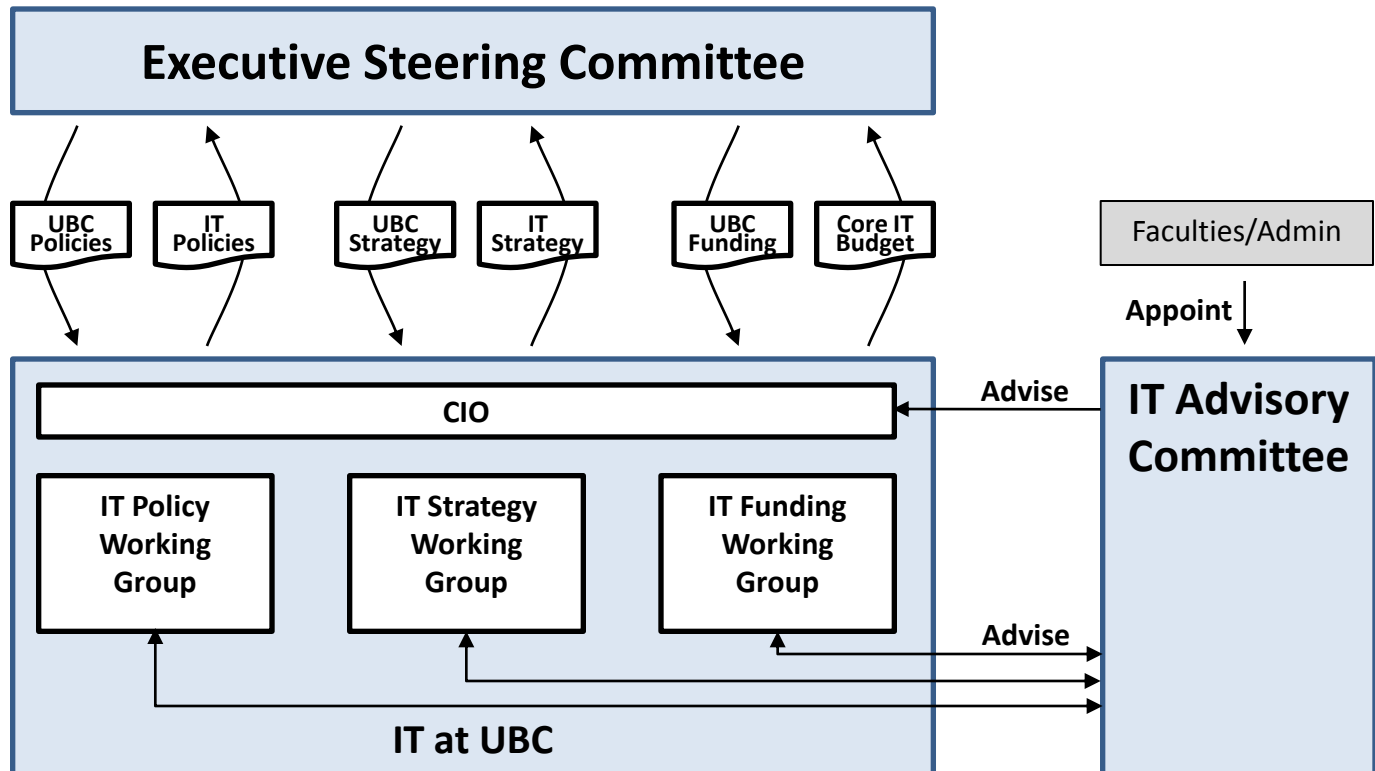 Executive Steering Committee
UBC
Policies
IT
Policies
UBC
Strategy
IT
Strategy
UBC
Funding
Core IT
Budget
Faculties/Admin
Appoint
CIO
Advise
IT Advisory
Committee
IT Policy
Working
Group
IT Strategy
Working
Group
IT Funding
Working
Group
Advise
IT at UBC